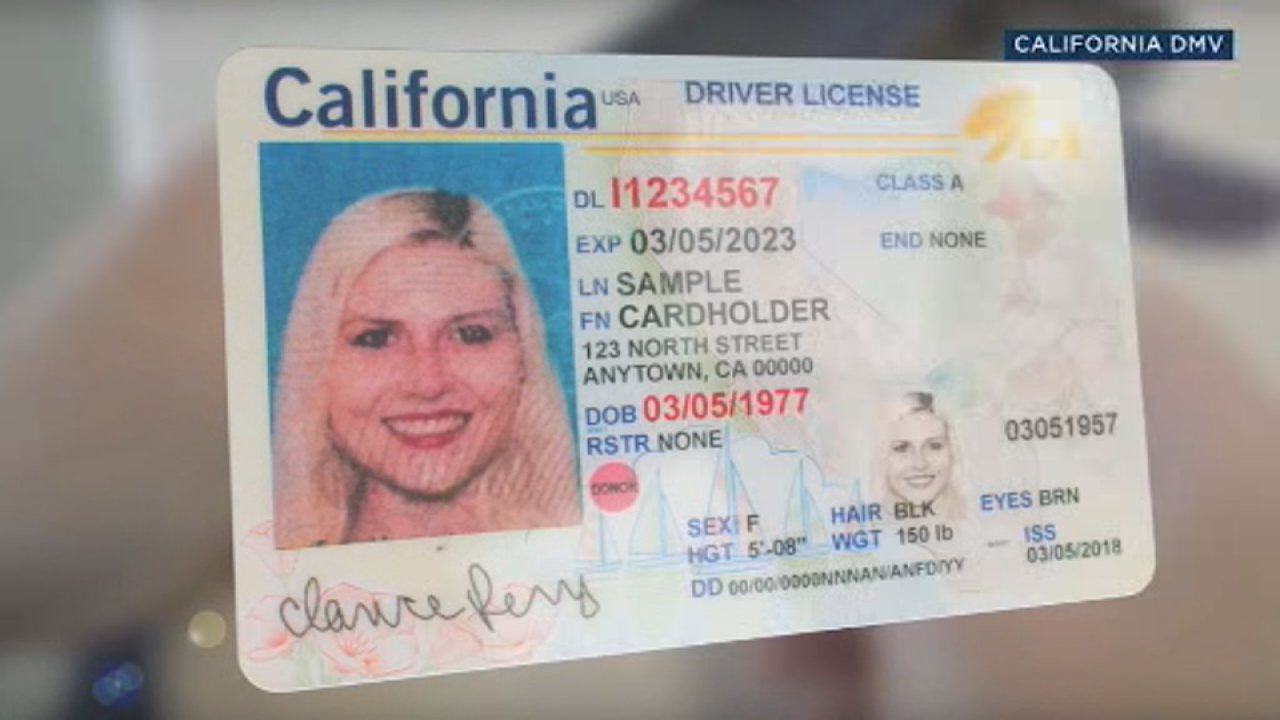 CALIFORNIA DMV
California USA DRIVER LICENSE
DL I1234567 CLASS A
EXP 03/05/2023 END NONE
LN SAMPLE
FN CARDHOLDER
123 NORTH STREET
ANYTOWN, CA 00000
DOB 03/05/1977
RSTR NONE
03051957
DONOR
SEX F HAIR BLK EYES BRN
HGT 5'-08" WGT 150 lb ISS
03/05/2018
DD 00/00/0000NNNAN/ANFD/YY